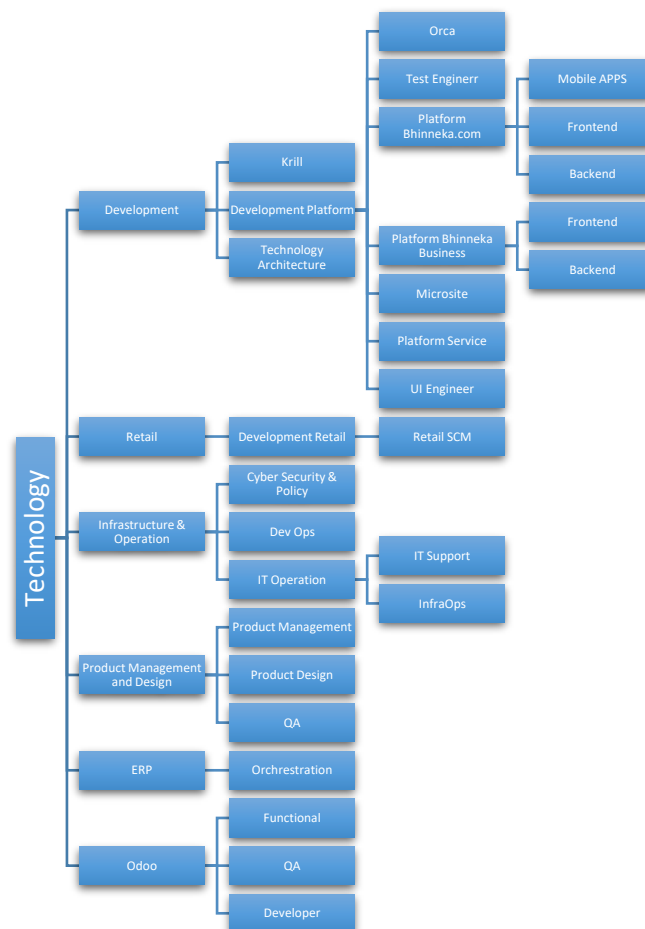 Technology
Development
Krill
Development Platform
Orca
Test Enginerr
Platform
Bhinneka.com
Mobile APPS
Frontend
Backend
Platform Bhinneka
Business
Frontend
Backend
Microsite
Platform Service
UI Engineer
Technology
Architecture
Retail
Development Retail
Retail SCM
Infrastructure &
Operation
Cyber Security &
Policy
Dev Ops
IT Operation
IT Support
InfraOps
Product Management
and Design
Product Management
Product Design
QA
ERP
Orchrestration
Odoo
Functional
QA
Developer